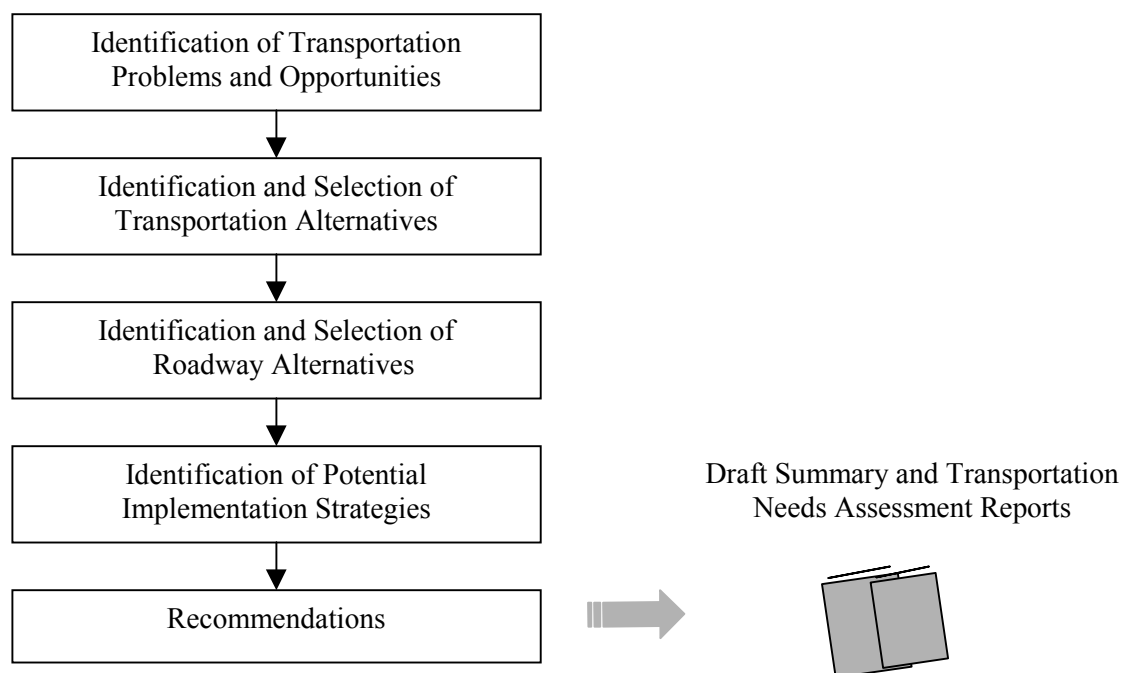 Identification of Transportation
Problems and Opportunities
Identification and Selection of
Transportation Alternatives
Identification and Selection of
Roadway Alternatives
Identification of Potential
Implementation Strategies
Draft Summary and Transportation
Needs Assessment Reports
Recommendations